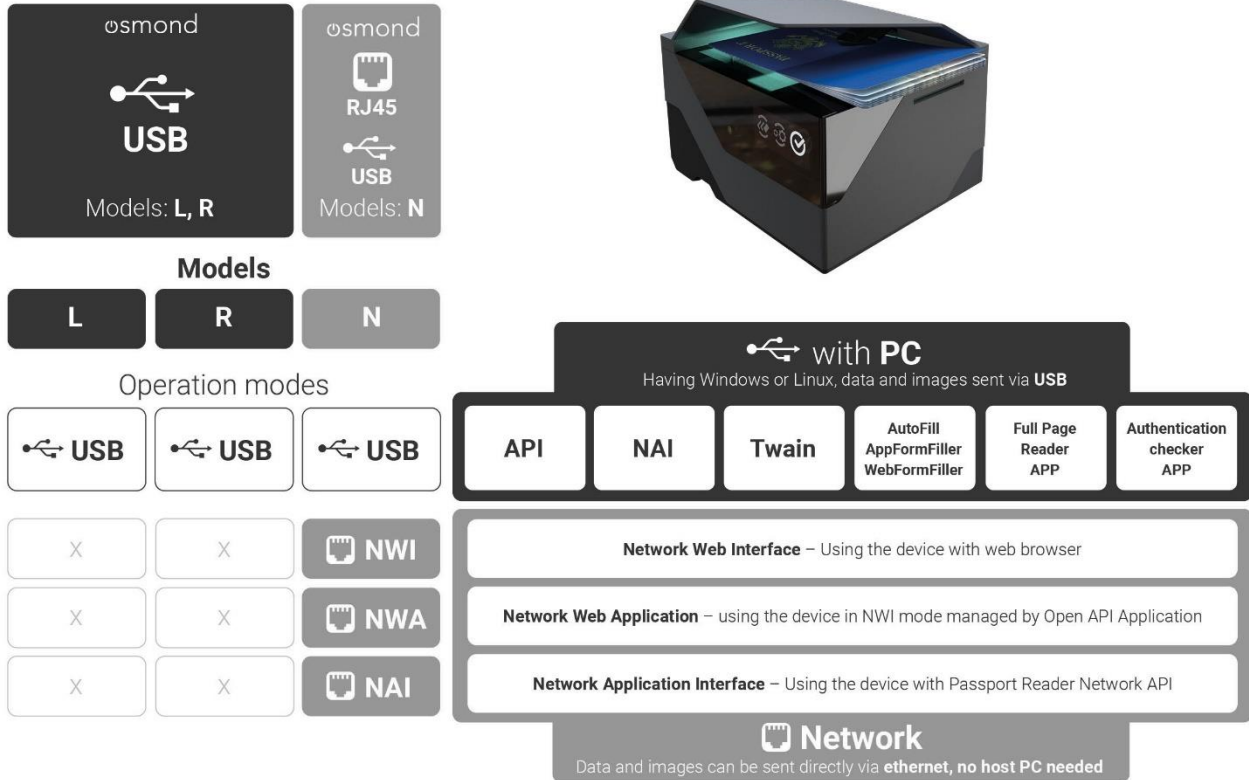 osmond
USB
Models: L, R
osmond
RJ45
USB
Models: N
PASSPORT
Models
L
R
N
Operation modes
USB
USB
USB
with PC
Having Windows or Linux, data and images sent via USB
API
NAI
Twain
AutoFill
AppFormFiller
WebFormFiller
Full Page
Reader
APP
Authentication
checker
APP
X
X
NWI
Network Web Interface – Using the device with web browser
X
X
NWA
Network Web Application – using the device in NWI mode managed by Open API Application
X
X
NAI
Network Application Interface – Using the device with Passport Reader Network API
Network
Data and images can be sent directly via ethernet, no host PC needed